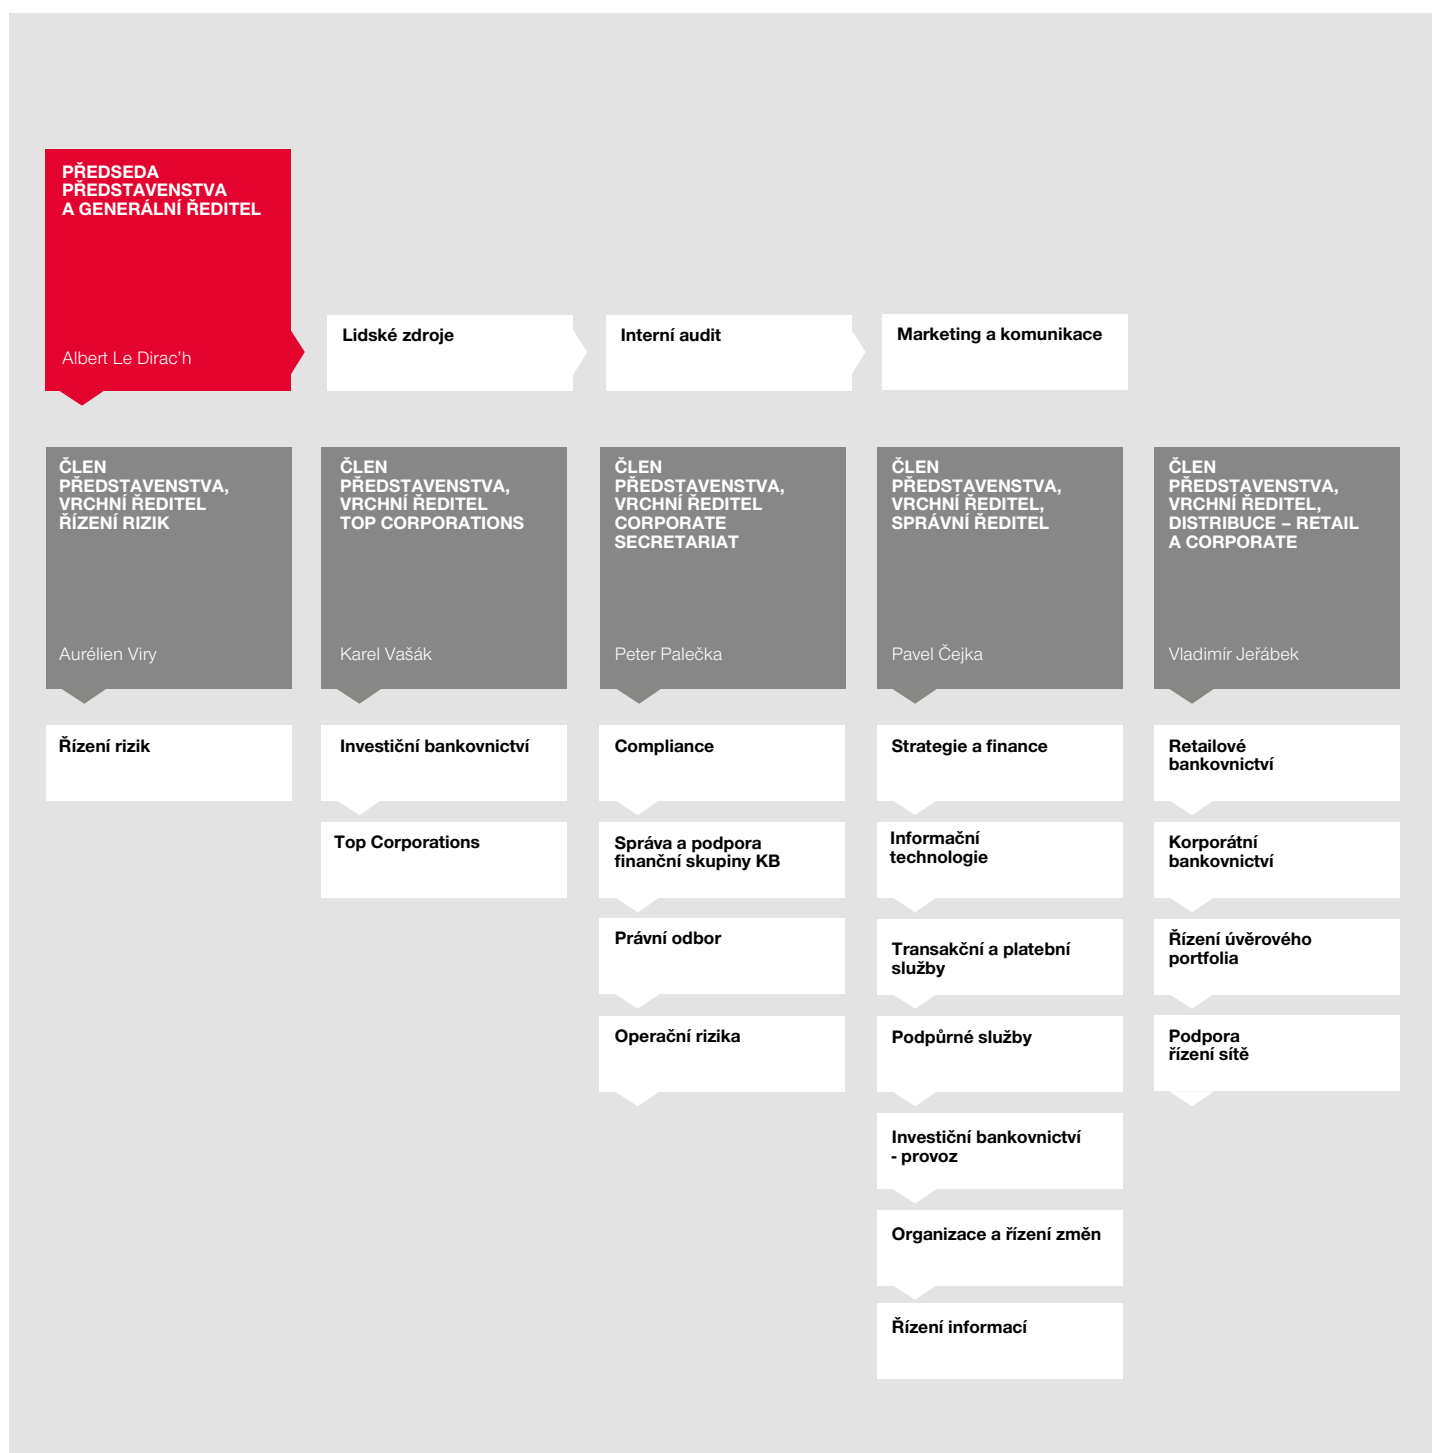 PŘEDSEDA
PŘEDSTAVENSTVA
A GENERÁLNÍ ŘEDITEL
Albert Le Dirac’h
Lidské zdroje
Interní audit
Marketing a komunikace
ČLEN
PŘEDSTAVENSTVA,
VRCHNÍ ŘEDITEL
ŘÍZENÍ RIZIK
Aurélien Viry
Řízení rizik
ČLEN
PŘEDSTAVENSTVA,
VRCHNÍ ŘEDITEL
TOP CORPORATIONS
Karel Vašák
Investiční bankovnictví
Top Corporations
ČLEN
PŘEDSTAVENSTVA,
VRCHNÍ ŘEDITEL
CORPORATE
SECRETARIAT
Peter Palečka
Compliance
Správa a podpora
finanční skupiny KB
Právní odbor
Operační rizika
ČLEN
PŘEDSTAVENSTVA,
VRCHNÍ ŘEDITEL,
SPRÁVNÍ ŘEDITEL
Pavel Čejka
Strategie a finance
Informační
technologie
Transakční a platební
služby
Podpůrné služby
Investiční bankovnictví
- provoz
Organizace a řízení změn
Řízení informací
ČLEN
PŘEDSTAVENSTVA,
VRCHNÍ ŘEDITEL,
DISTRIBUCE – RETAIL
A CORPORATE
Vladimír Jeřábek
Retailové
bankovnictví
Korporátní
bankovnictví
Řízení úvěrového
portfolia
Podpora
řízení sítě